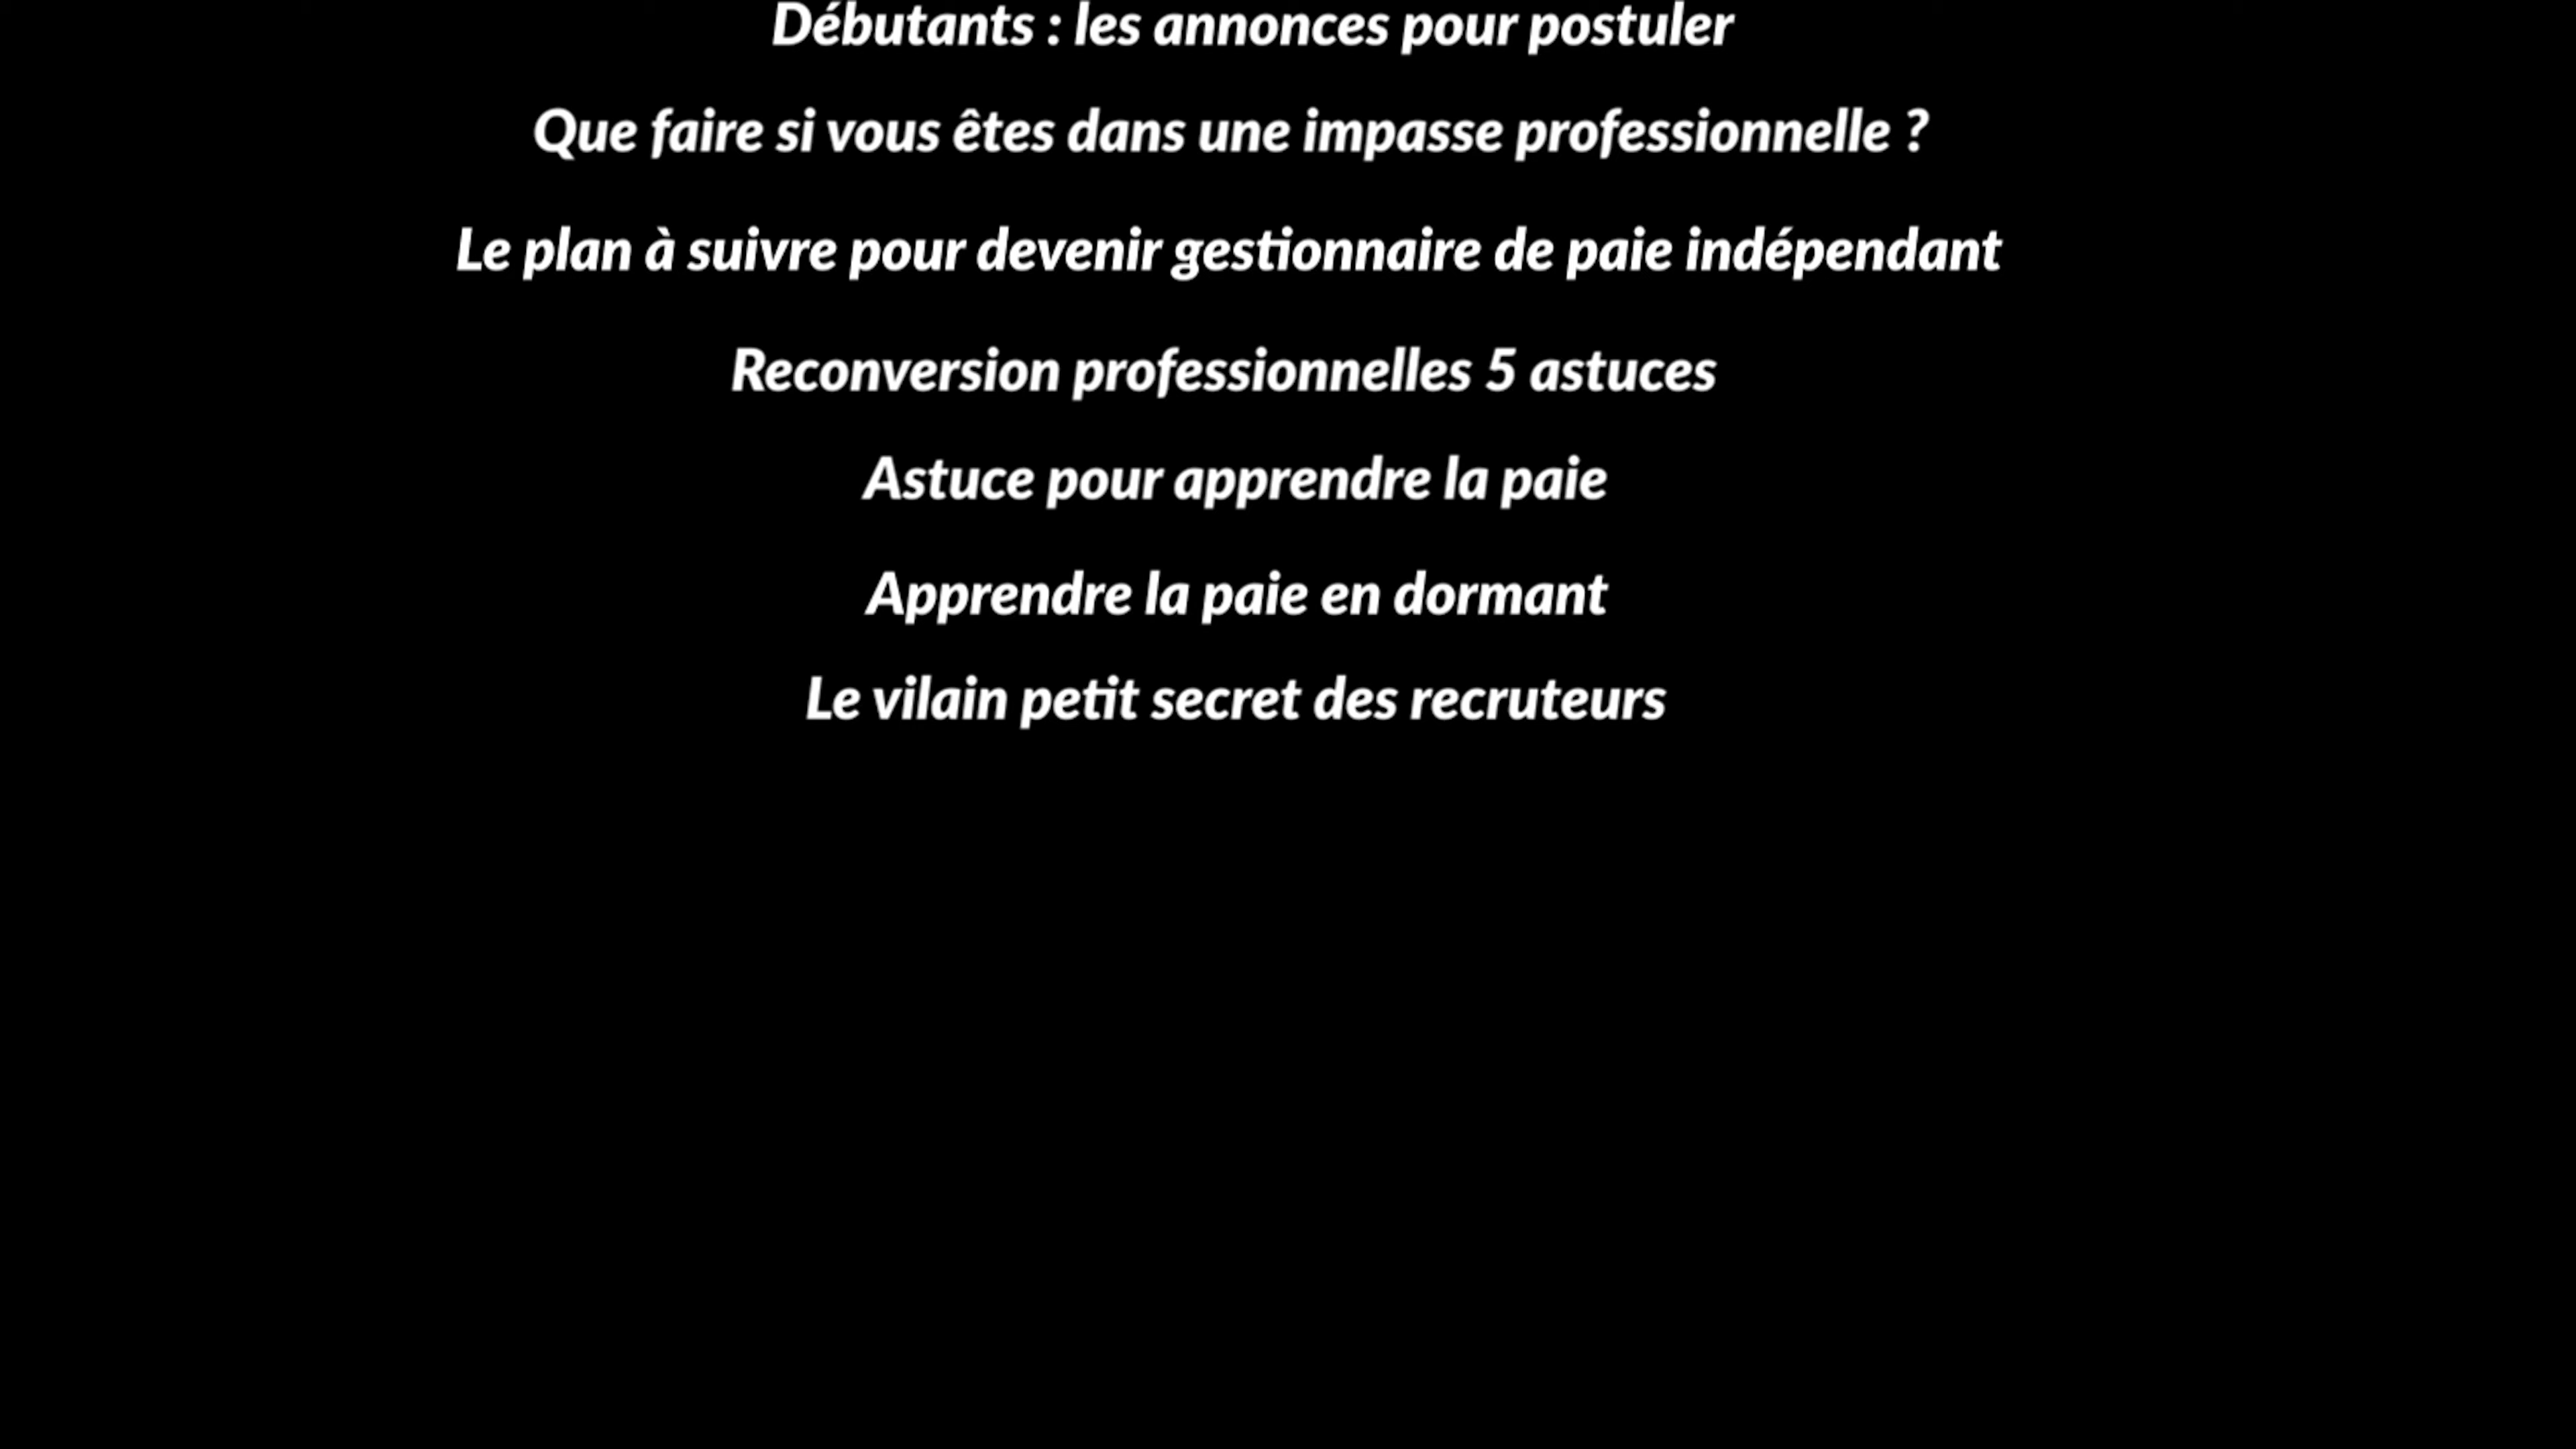 Débutants : les annonces pour postuler
Que faire si vous êtes dans une impasse professionnelle ?
Le plan à suivre pour devenir gestionnaire de paie indépendant
Reconversion professionnelles 5 astuces
Astuce pour apprendre la paie
Apprendre la paie en dormant
Le vilain petit secret des recruteurs